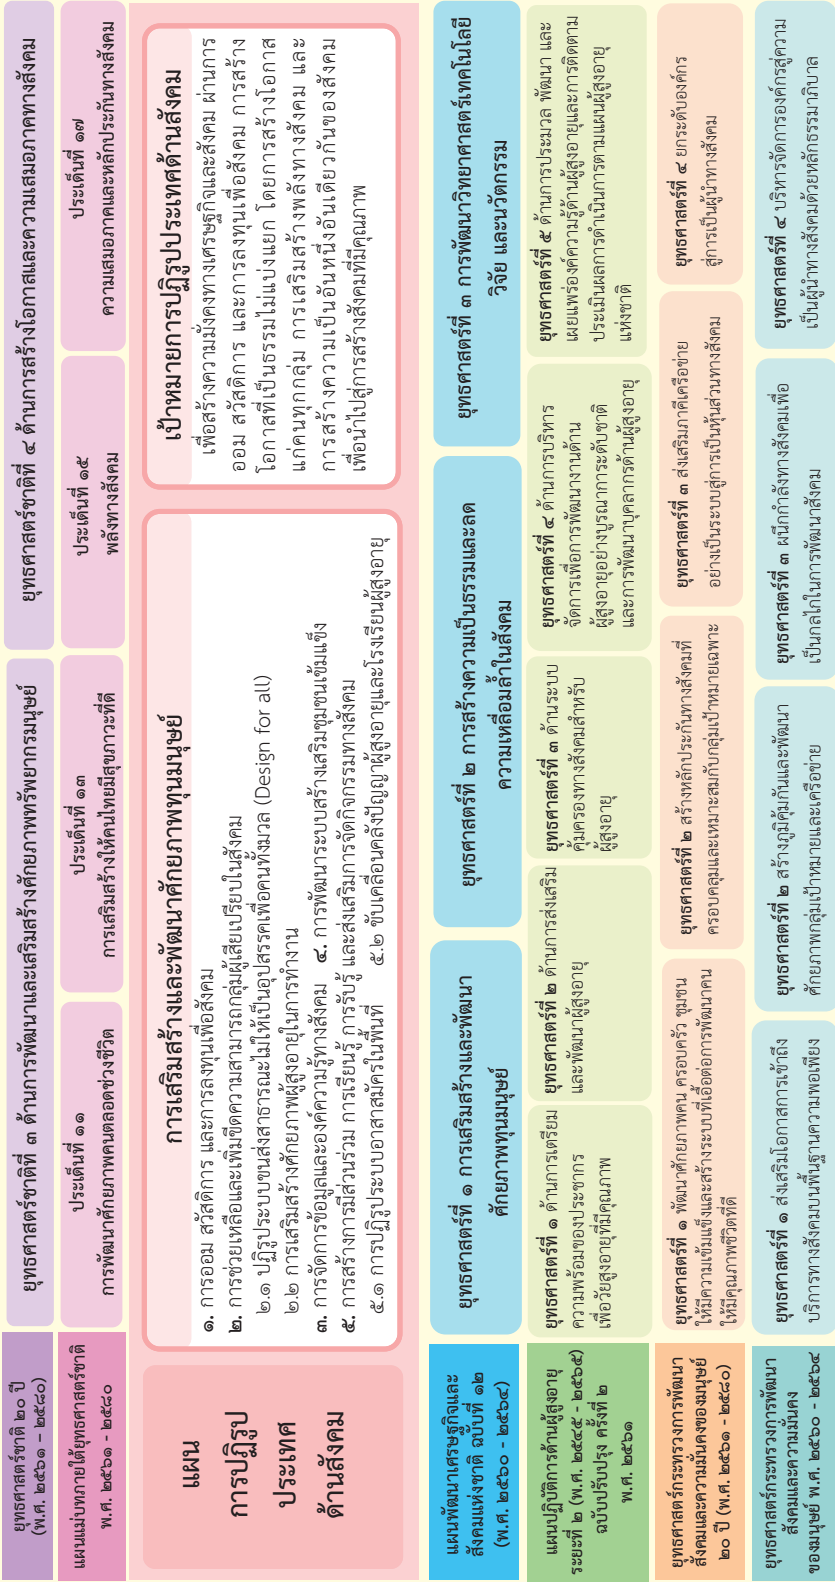 ยุทธศาสตร์ชาติ ๒๐ ปี
(พ.ศ. ๒๕๖๑ – ๒๕๘๐)
ยุทธศาสตร์ชาติที่ ๓ ด้านการพัฒนาและเสริมสร้างศักยภาพทรัพยากรมนุษย์
ยุทธศาสตร์ชาติที่ ๔ ด้านการสร้างโอกาสและความเสมอภาคทางสังคม
แผนแม่บทภายใต้ยุทธศาสตร์ชาติ
พ.ศ. ๒๕๖๑ - ๒๕๘๐
ประเด็นที่ ๑๑
การพัฒนาศักยภาพคนตลอดช่วงชีวิต
ประเด็นที่ ๑๓
การเสริมสร้างให้คนไทยมีสุขภาวะที่ดี
ประเด็นที่ ๑๕
พลังทางสังคม
ประเด็นที่ ๑๗
ความเสมอภาคและหลักประกันทางสังคม
แผน
การปฏิรูป
ประเทศ
ด้านสังคม
การเสริมสร้างและพัฒนาศักยภาพทุนมนุษย์
๑. การออม สวัสดิการ และการลงทุนเพื่อสังคม
๒. การช่วยเหลือและเพิ่มขีดความสามารถกลุ่มผู้เสียเปรียบในสังคม
๒.๑ ปฏิรูประบบขนส่งสาธารณะไม่ให้เป็นอุปสรรคเพื่อคนทั้งมวล (Design for all)
๒.๒ การเสริมสร้างศักยภาพผู้สูงอายุในการทำงาน
๓. การจัดการข้อมูลและองค์ความรู้ทางสังคม ๔. การพัฒนาระบบสร้างเสริมชุมชนเข้มแข็ง
๕. การสร้างการมีส่วนร่วม การเรียนรู้ การรับรู้ และส่งเสริมการจัดกิจกรรมทางสังคม
๕.๑ การปฏิรูประบบอาสาสมัครในพื้นที่ ๕.๒ ขับเคลื่อนคลังปัญญาผู้สูงอายุและโรงเรียนผู้สูงอายุ
เป้าหมายการปฏิรูปประเทศด้านสังคม
เพื่อสร้างความมั่งคงทางเศรษฐกิจและสังคม ผ่านการ
ออม สวัสดิการ และการลงทุนเพื่อสังคม การสร้าง
โอกาสที่เป็นธรรมไม่แบ่งแยก โดยการสร้างโอกาส
แก่คนทุกกลุ่ม การเสริมสร้างพลังทางสังคม และ
การสร้างความเป็นอันหนึ่งอันเดียวกันของสังคม
เพื่อนำไปสู่การสร้างสังคมที่มีคุณภาพ
แผนพัฒนาเศรษฐกิจและ
สังคมแห่งชาติ ฉบับที่ ๑๒
(พ.ศ. ๒๕๖๐ - ๒๕๖๔)
ยุทธศาสตร์ที่ ๑ การเสริมสร้างและพัฒนา
ศักยภาพทุนมนุษย์
ยุทธศาสตร์ที่ ๒ การสร้างความเป็นธรรมและลด
ความเหลื่อมล้ำในสังคม
ยุทธศาสตร์ที่ ๓ การพัฒนาวิทยาศาสตร์เทคโนโลยี
วิจัย และนวัตกรรม
แผนปฏิบัติการด้านผู้สูงอายุ
ระยะที่ ๒ (พ.ศ. ๒๕๔๕ - ๒๕๖๕)
ฉบับปรับปรุง ครั้งที่ ๒
พ.ศ. ๒๕๖๑
ยุทธศาสตร์ที่ ๑ ด้านการเตรียม
ความพร้อมของประชากร
เพื่อวัยสูงอายุที่มีคุณภาพ
ยุทธศาสตร์ที่ ๒ ด้านการส่งเสริม
และพัฒนาผู้สูงอายุ
ยุทธศาสตร์ที่ ๓ ด้านระบบ
คุ้มครองทางสังคมสำหรับ
ผู้สูงอายุ
ยุทธศาสตร์ที่ ๔ ด้านการบริหาร
จัดการเพื่อการพัฒนางานด้าน
ผู้สูงอายุอย่างบูรณาการระดับชาติ
และการพัฒนาบุคลากรด้านผู้สูงอายุ
ยุทธศาสตร์ที่ ๕ ด้านการประมวล พัฒนา และ
เผยแพร่องค์ความรู้ด้านผู้สูงอายุและการติดตาม
ประเมินผลการดำเนินการตามแผนผู้สูงอายุ
แห่งชาติ
ยุทธศาสตร์กระทรวงการพัฒนา
สังคมและความมั่นคงของมนุษย์
๒๐ ปี (พ.ศ. ๒๕๖๑ - ๒๕๘๐)
ยุทธศาสตร์ที่ ๑ พัฒนาศักยภาพคน ครอบครัว ชุมชน
ให้มีความเข้มแข็งและสร้างระบบที่เอื้อต่อการพัฒนาคน
ให้มีคุณภาพชีวิตที่ดี
ยุทธศาสตร์ที่ ๒ สร้างหลักประกันทางสังคมที่
ครอบคลุมและเหมาะสมกับกลุ่มเป้าหมายเฉพาะ
ยุทธศาสตร์ที่ ๓ ส่งเสริมภาคีเครือข่าย
อย่างเป็นระบบสู่การเป็นหุ้นส่วนทางสังคม
ยุทธศาสตร์ที่ ๔ ยกระดับองค์กร
สู่การเป็นผู้นำทางสังคม
ยุทธศาสตร์กระทรวงการพัฒนา
สังคมและความมั่นคง
ของมนุษย์ พ.ศ. ๒๕๖๐ - ๒๕๖๔
ยุทธศาสตร์ที่ ๑ ส่งเสริมโอกาสการเข้าถึง
บริการทางสังคมบนพื้นฐานความพอเพียง
ยุทธศาสตร์ที่ ๒ สร้างภูมิคุ้มกันและพัฒนา
ศักยภาพกลุ่มเป้าหมายและเครือข่าย
ยุทธศาสตร์ที่ ๓ ผนึกกำลังทางสังคมเพื่อ
เป็นกลไกในการพัฒนาสังคม
ยุทธศาสตร์ที่ ๔ บริหารจัดการองค์กรสู่ความ
เป็นผู้นำทางสังคมด้วยหลักธรรมาภิบาล